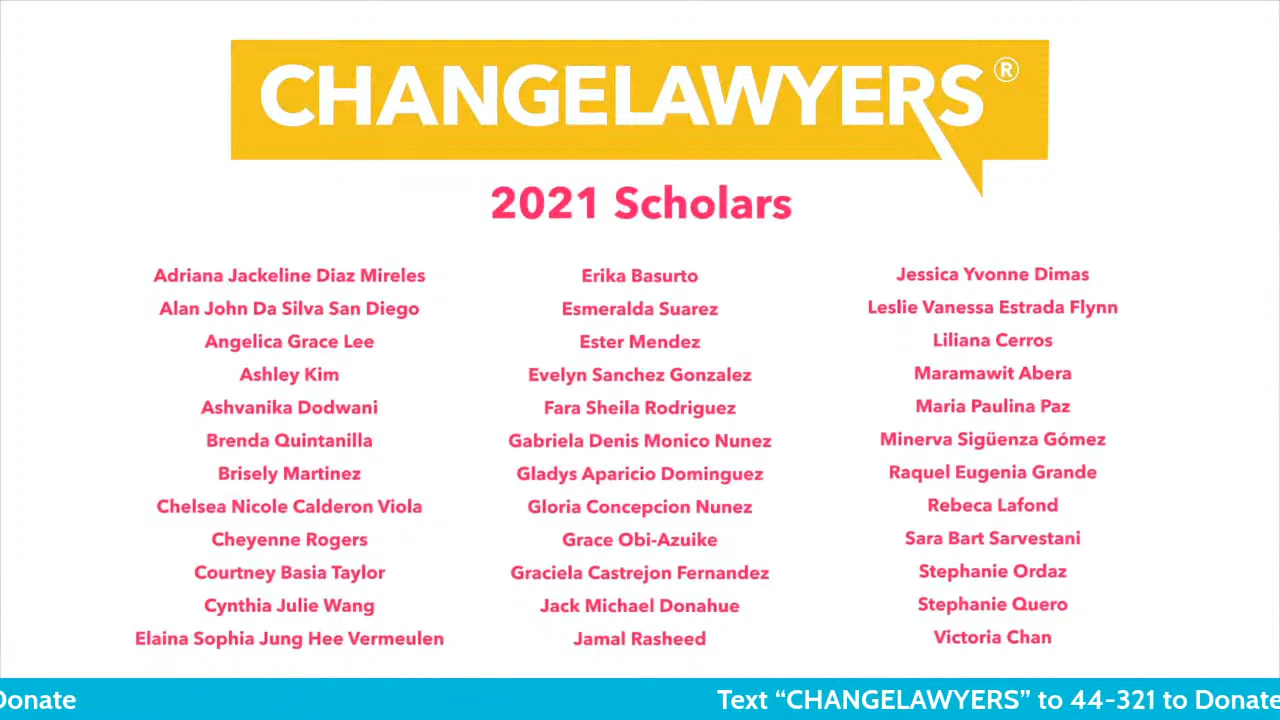 CHANGELAWYERS®
2021 Scholars
Adriana Jackeline Diaz Mireles
Alan John Da Silva San Diego
Angelica Grace Lee
Ashley Kim
Ashvanika Dodwani
Brenda Quintanilla
Brisely Martinez
Chelsea Nicole Calderon Viola
Cheyenne Rogers
Courtney Basia Taylor
Cynthia Julie Wang
Elaina Sophia Jung Hee Vermeulen
Erika Basurto
Esmeralda Suarez
Ester Mendez
Evelyn Sanchez Gonzalez
Fara Sheila Rodriguez
Gabriela Denis Monico Nunez
Gladys Aparicio Dominguez
Gloria Concepcion Nunez
Grace Obi-Azuike
Graciela Castrejon Fernandez
Jack Michael Donahue
Jamal Rasheed
Jessica Yvonne Dimas
Leslie Vanessa Estrada Flynn
Liliana Cerros
Maramawit Abera
Maria Paulina Paz
Minerva Sigüenza Gómez
Raquel Eugenia Grande
Rebeca Lafond
Sara Bart Sarvestani
Stephanie Ordaz
Stephanie Quero
Victoria Chan
Donate
Text “CHANGELAWYERS” to 44-321 to Donate